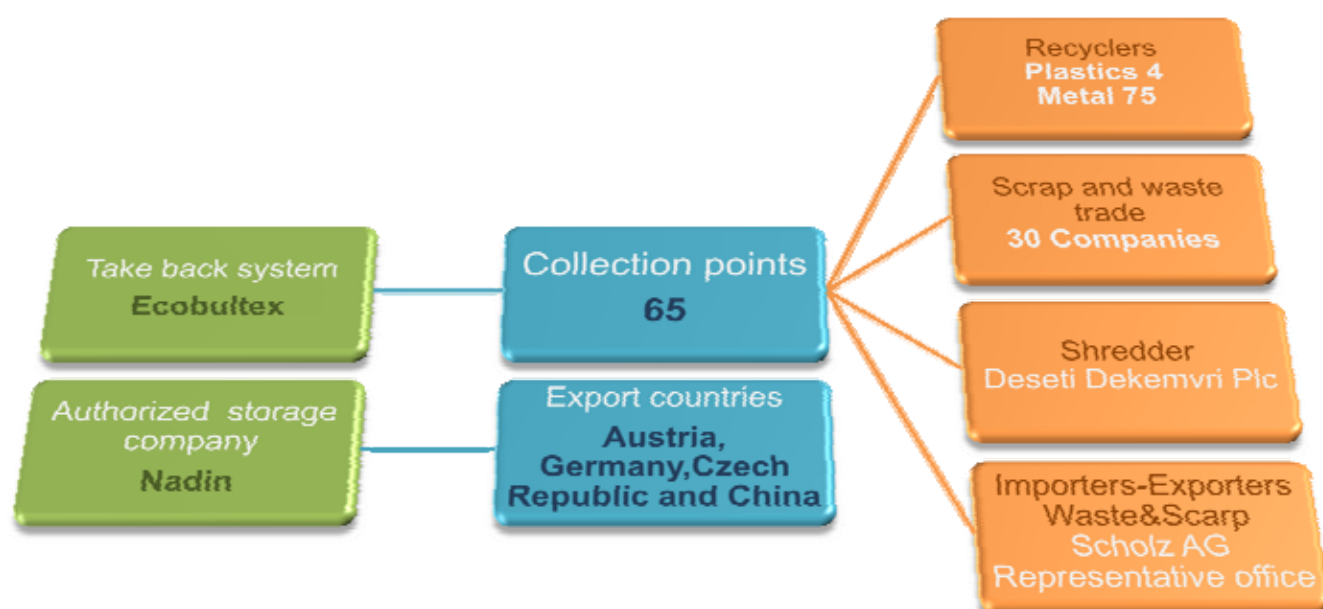 Take back system
Ecobultex
Authorized storage
company
Nadin
Collection points
65
Export countries
Austria,
Germany,Czech
Republic and China
Recyclers
Plastics 4
Metal 75
Scrap and waste
trade
30 Companies
Shredder
Deseti Dekemvri Plc
Importers-Exporters
Waste&Scarp
Scholz AG
Representative office